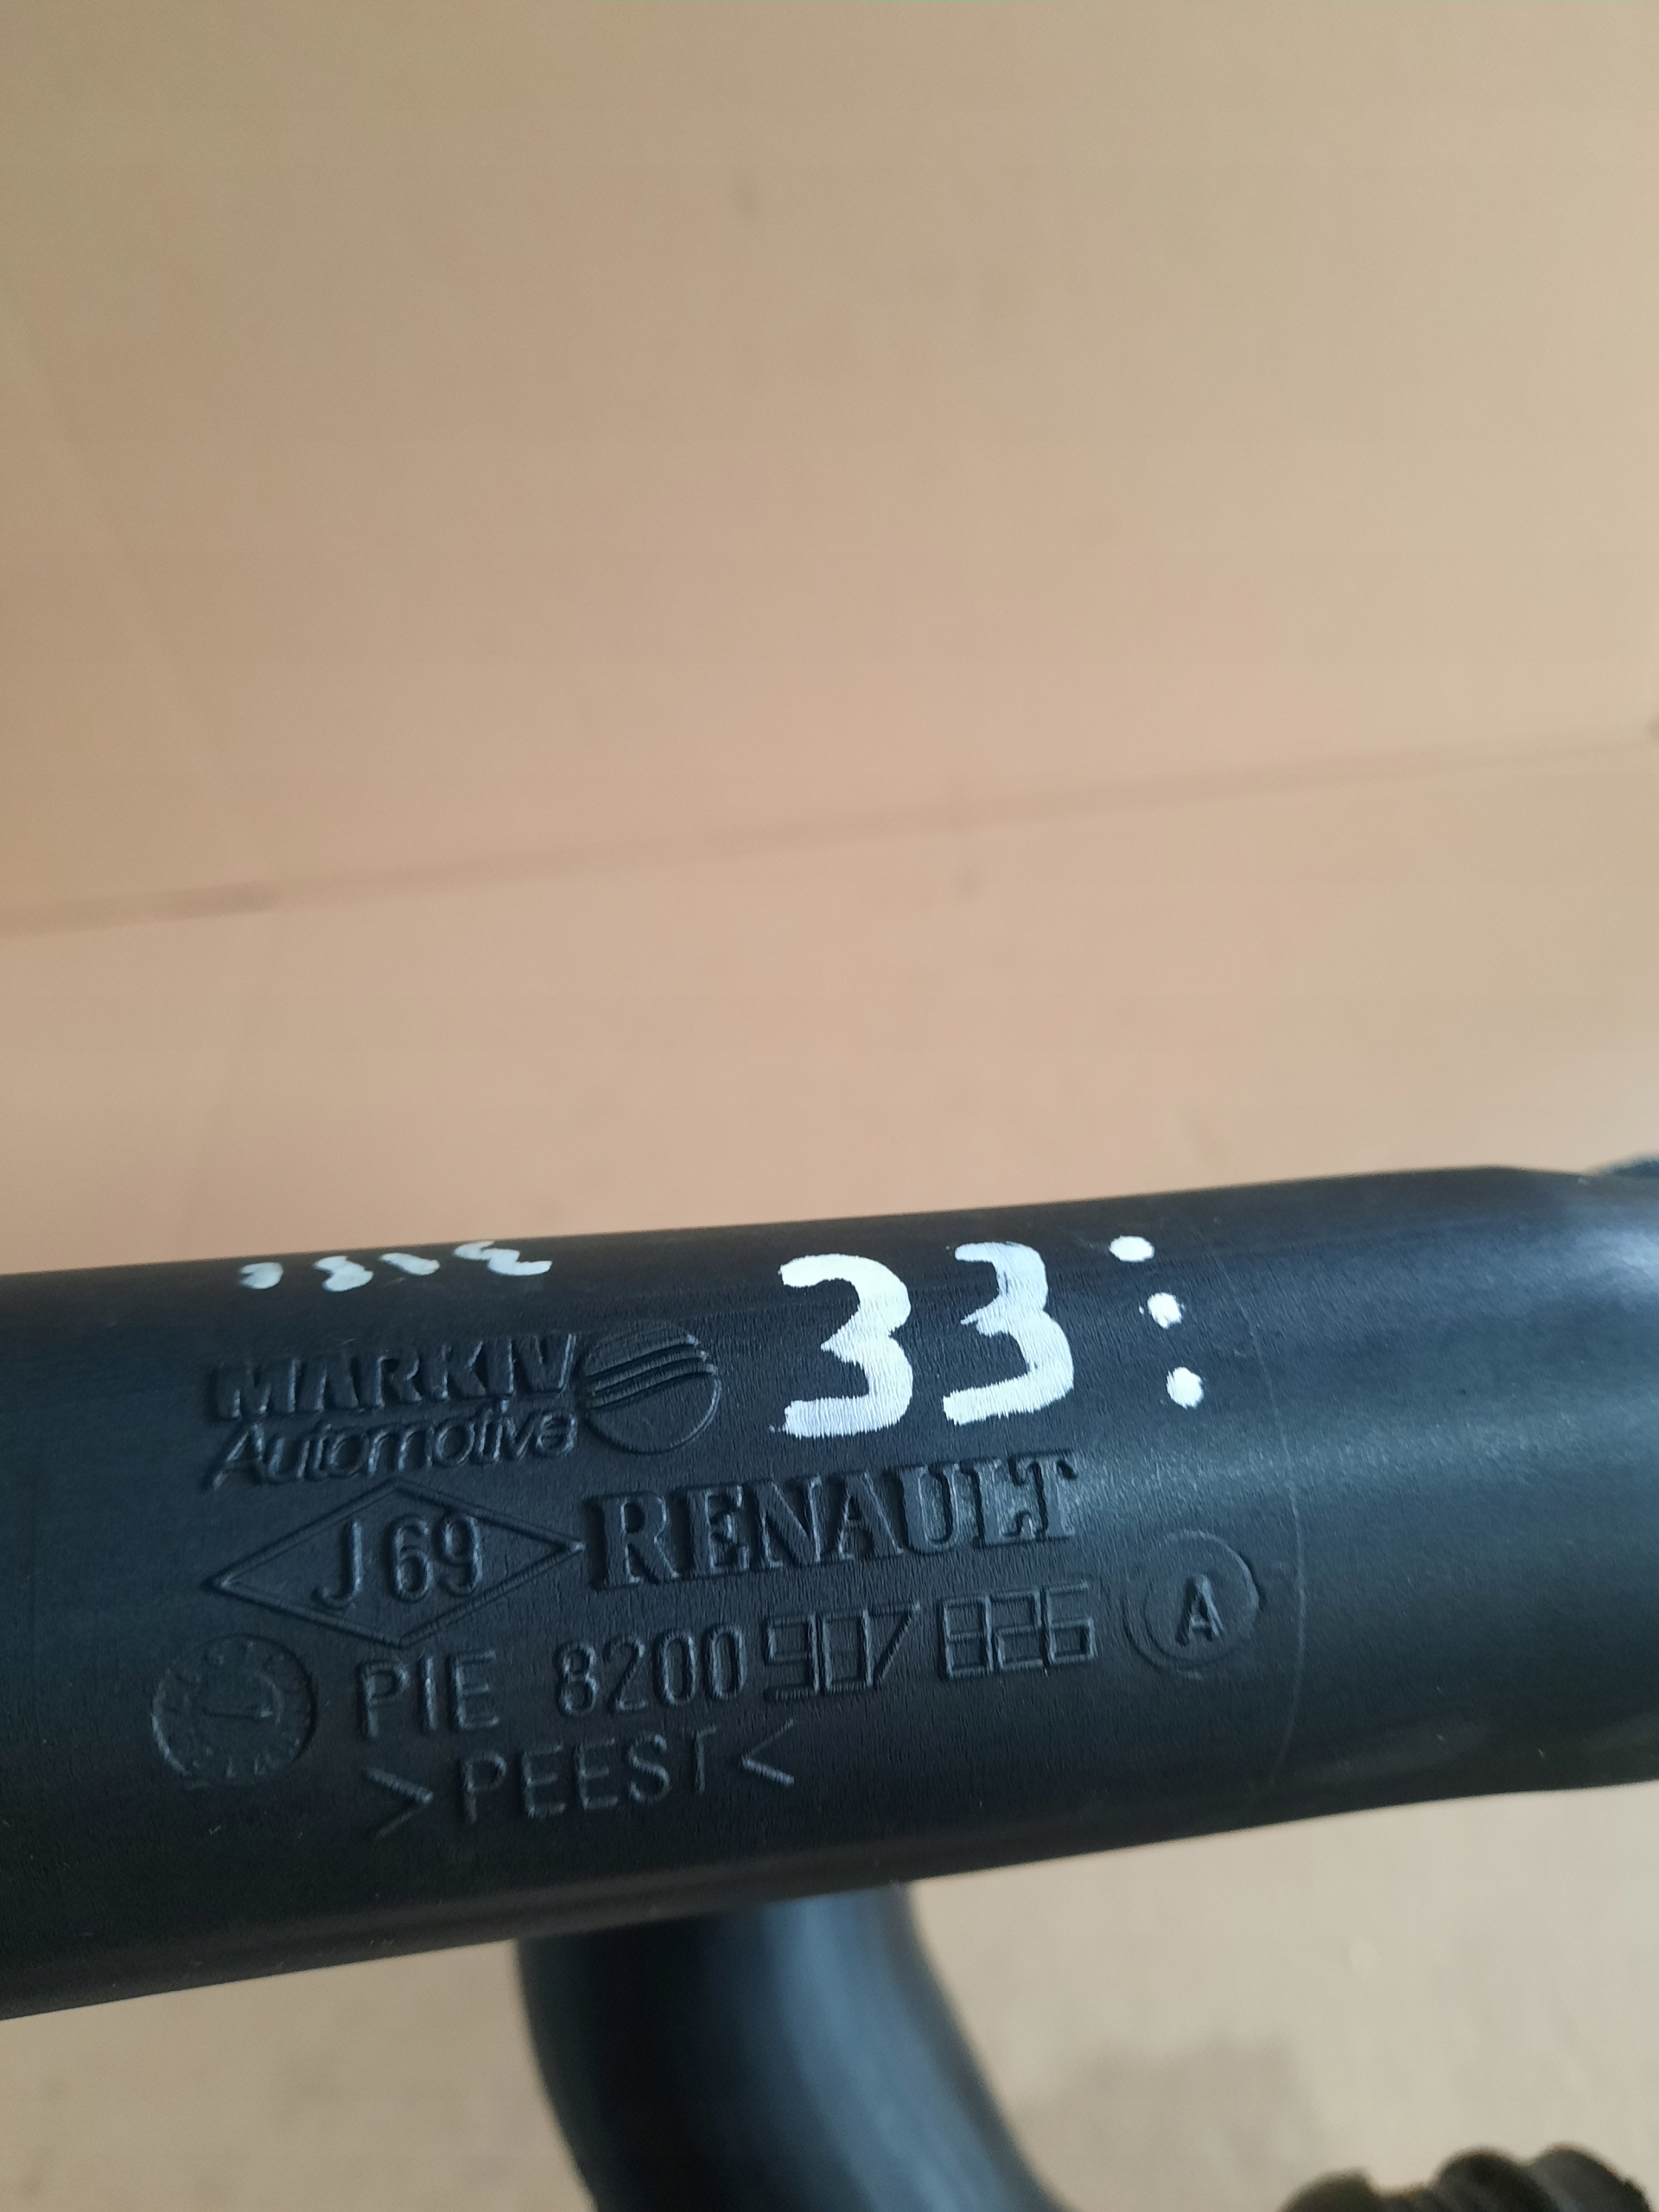 33
MARKIV
Automotive
J69 RENAULT
PIE 8200 907 826 A
>PEEST<